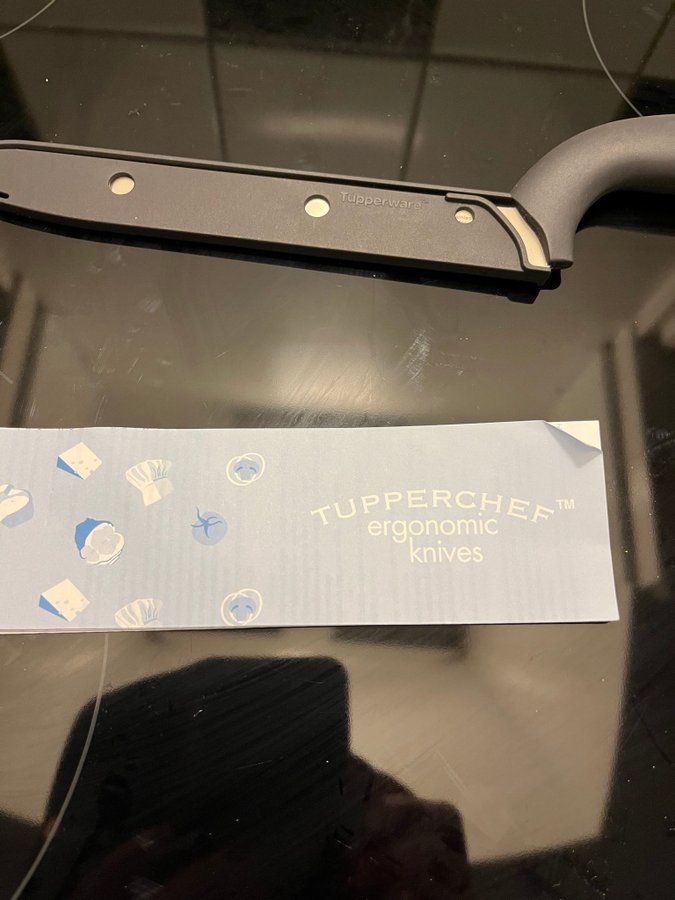 Tupperware
TUPPERCHEF™
ergonomic
knives